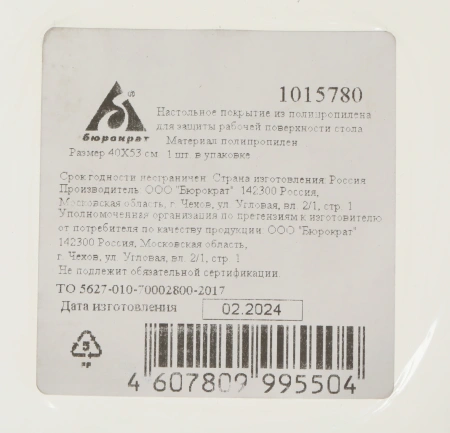 бюрократ
1015780
Настольное покрытие из полипропилена
для защиты рабочей поверхности стола
Материал полипропилен
Размер 40X53 см 1 шт. в упаковке
Срок годности неограничен. Страна изготовления: Россия
Производитель: ООО "Бюрократ" 142300 Россия,
Московская область, г. Чехов, ул. Угловая, вл. 2/1, стр. 1
Уполномоченная организация по претензиям к изготовителю
от потребителя по качеству продукции: ООО "Бюрократ"
142300 Россия, Московская область,
г. Чехов, ул. Угловая, вл. 2/1, стр. 1
Не подлежит обязательной сертификации.
ТО 5627-010-70002800-2017
Дата изготовления 02.2024
5
PP
4 607809 995504